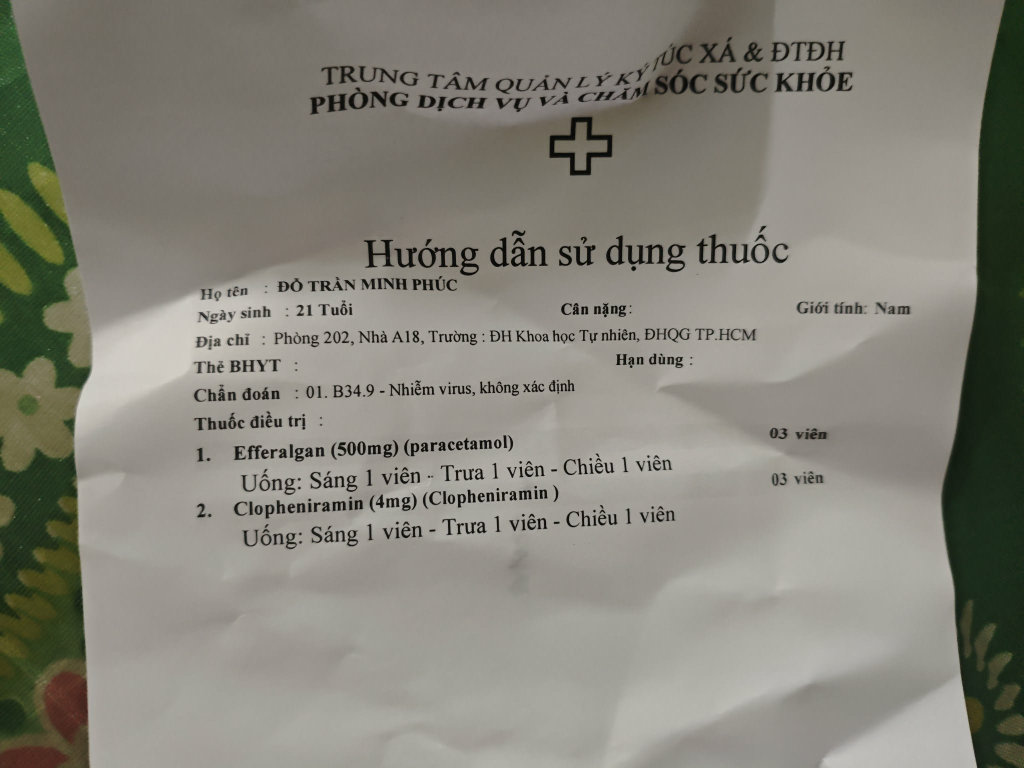 TRUNG TÂM QUẢN LÝ KÝ TÚC XÁ & ĐTĐH
PHÒNG DỊCH VỤ VÀ CHĂM SÓC SỨC KHỎE
Hướng dẫn sử dụng thuốc
Họ tên : ĐỖ TRẦN MINH PHÚC
Ngày sinh : 21 Tuổi Cân nặng: Giới tính: Nam
Địa chỉ : Phòng 202, Nhà A18, Trường : ĐH Khoa học Tự nhiên, ĐHQG TP.HCM
Thẻ BHYT : Hạn dùng :
Chẩn đoán : 01. B34.9 - Nhiễm virus, không xác định
Thuốc điều trị :
1. Efferalgan (500mg) (paracetamol) 03 viên
Uống: Sáng 1 viên - Trưa 1 viên - Chiều 1 viên
2. Clopheniramin (4mg) (Clopheniramin ) 03 viên
Uống: Sáng 1 viên - Trưa 1 viên - Chiều 1 viên